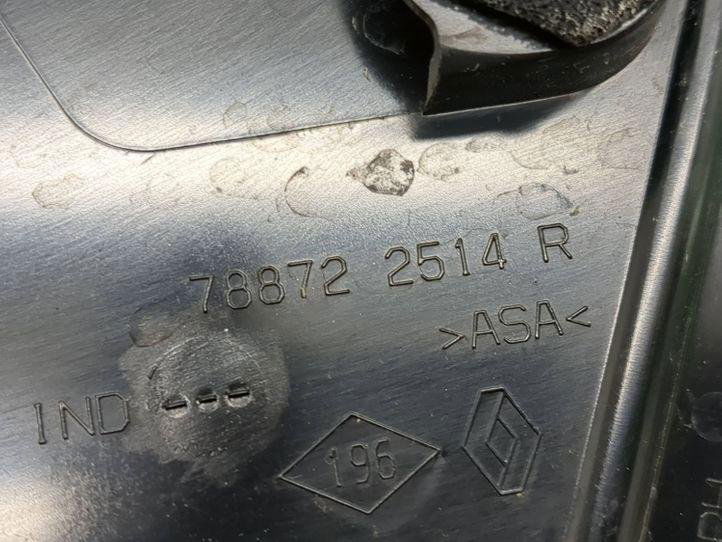 78872 2514 R
>ASA<
IND ---
196